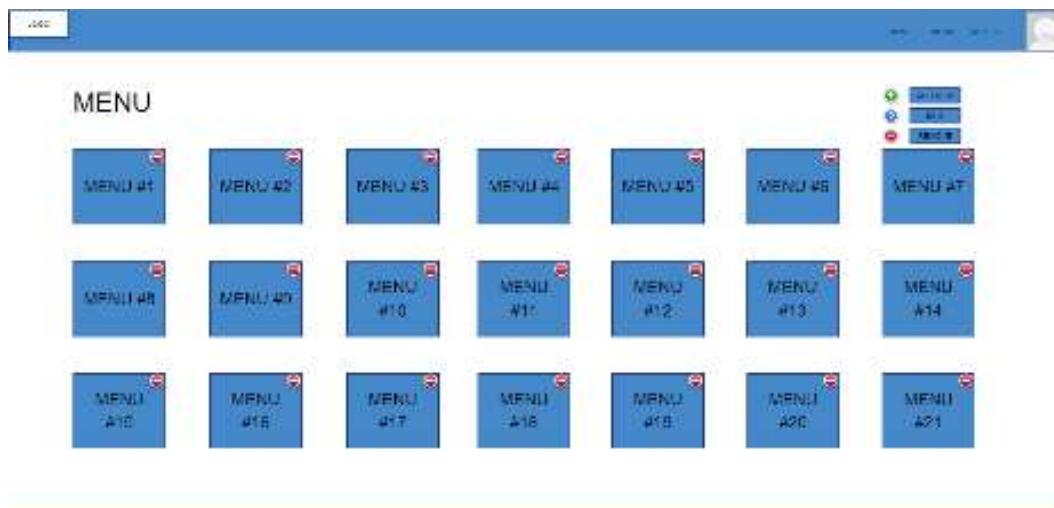 LOGO
MENU
MENU #1
MENU #2
MENU #3
MENU #4
MENU #5
MENU #6
MENU #7
MENU #8
MENU #9
MENU
#10
MENU
#11
MENU
#12
MENU
#13
MENU
#14
MENU
#15
MENU
#16
MENU
#17
MENU
#18
MENU
#19
MENU
#20
MENU
#21